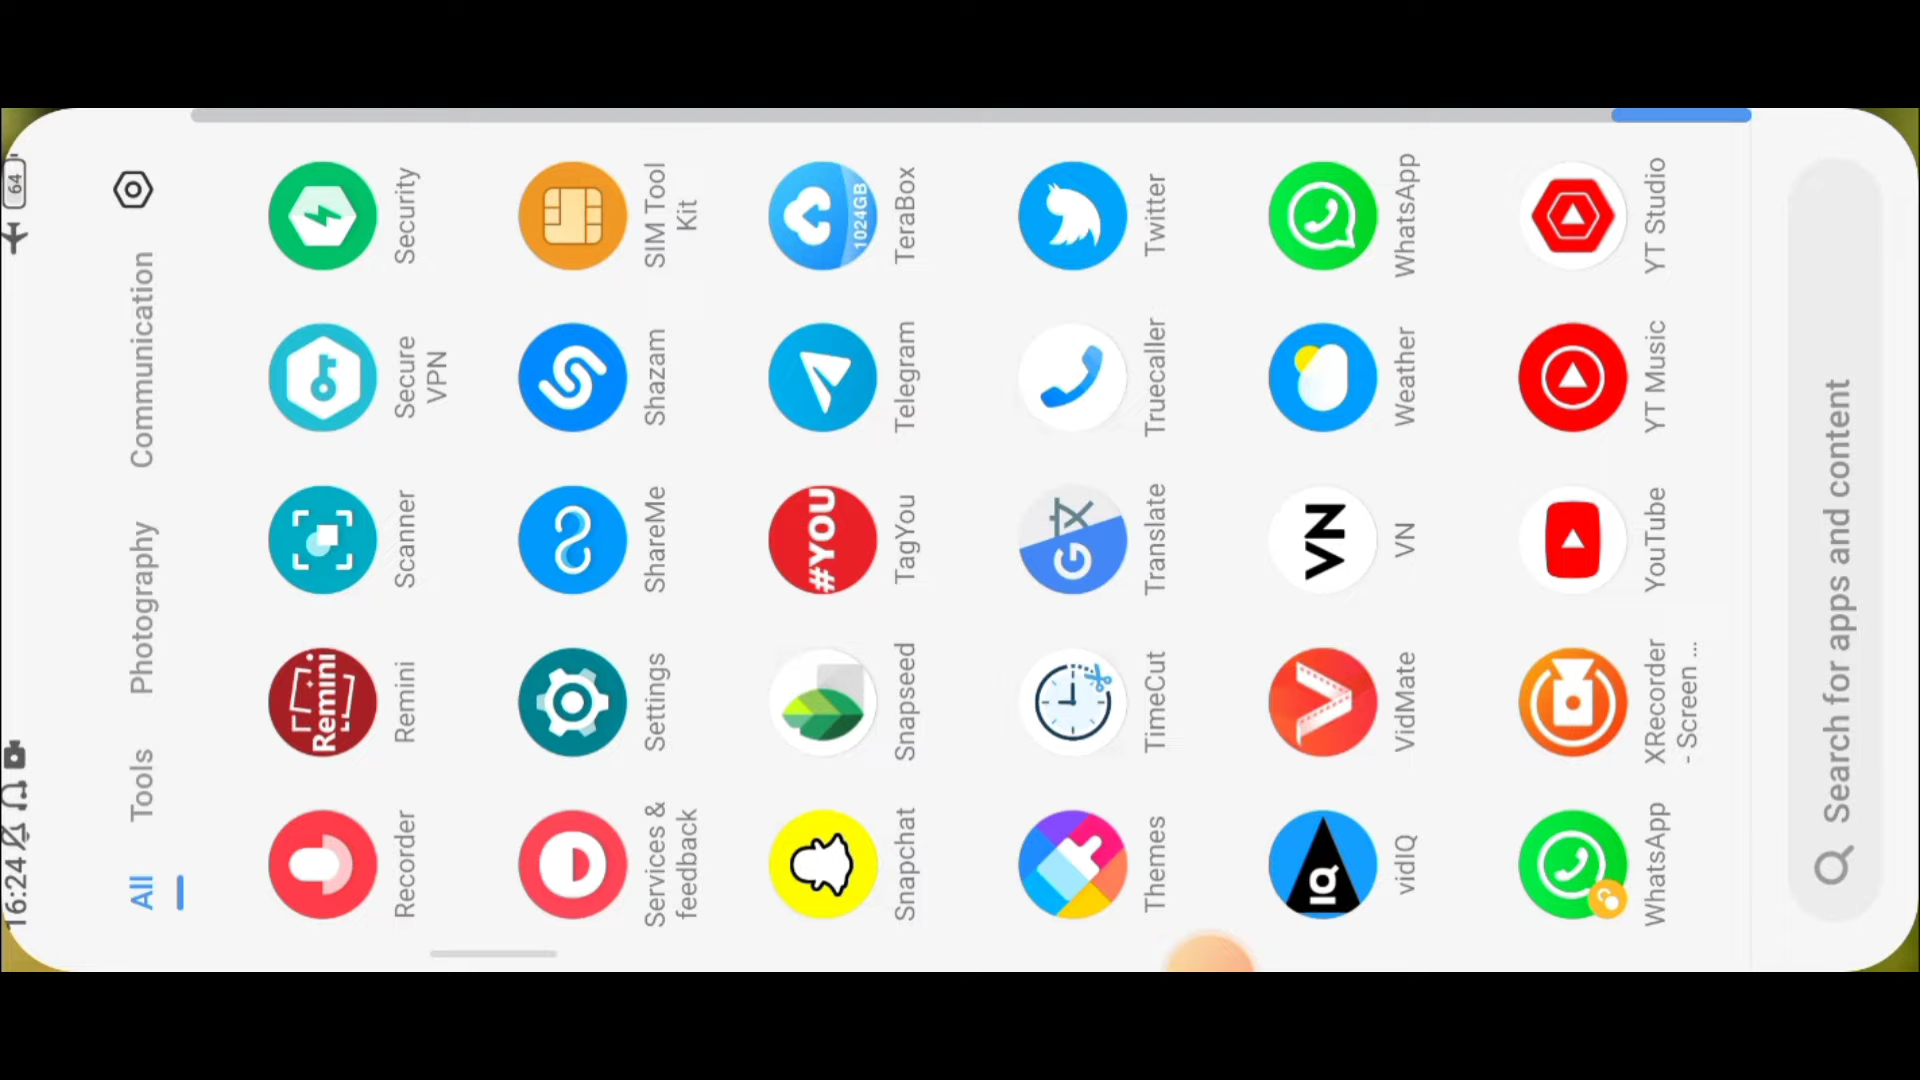 16:24
64
All Tools Photography Communication
Remini
Recorder Remini Scanner Secure VPN Security
#YOU
1024GB
Services & feedback Settings ShareMe Shazam SIM Tool Kit
Snapchat Snapseed TagYou Telegram TeraBox
G
Themes TimeCut Translate Truecaller Twitter
IQ
VN
vidIQ VidMate VN Weather WhatsApp
WhatsApp XRecorder - Screen ... YouTube YT Music YT Studio
Search for apps and content